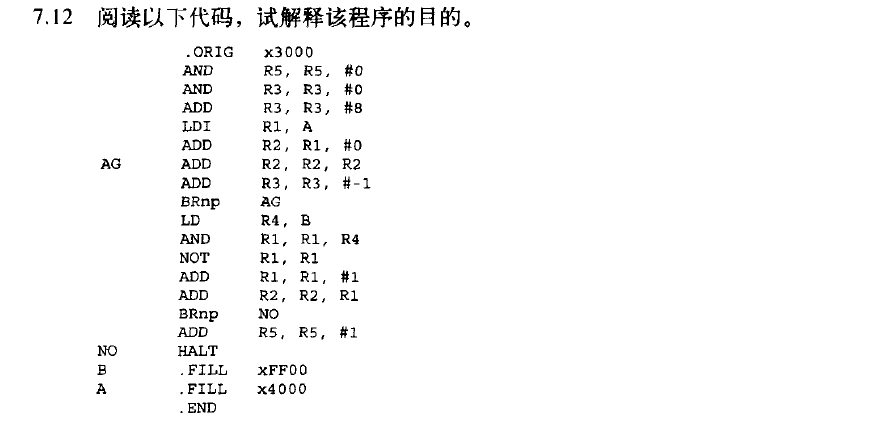 7.12 阅读以下代码，试解释该程序的目的。
.ORIG x3000
AND R5, R5, #0
AND R3, R3, #0
ADD R3, R3, #8
LDI R1, A
ADD R2, R1, #0
AG ADD R2, R2, R2
ADD R3, R3, #-1
BRnp AG
LD R4, B
AND R1, R1, R4
NOT R1, R1
ADD R1, R1, #1
ADD R2, R2, R1
BRnp NO
ADD R5, R5, #1
NO HALT
B .FILL xFF00
A .FILL x4000
.END